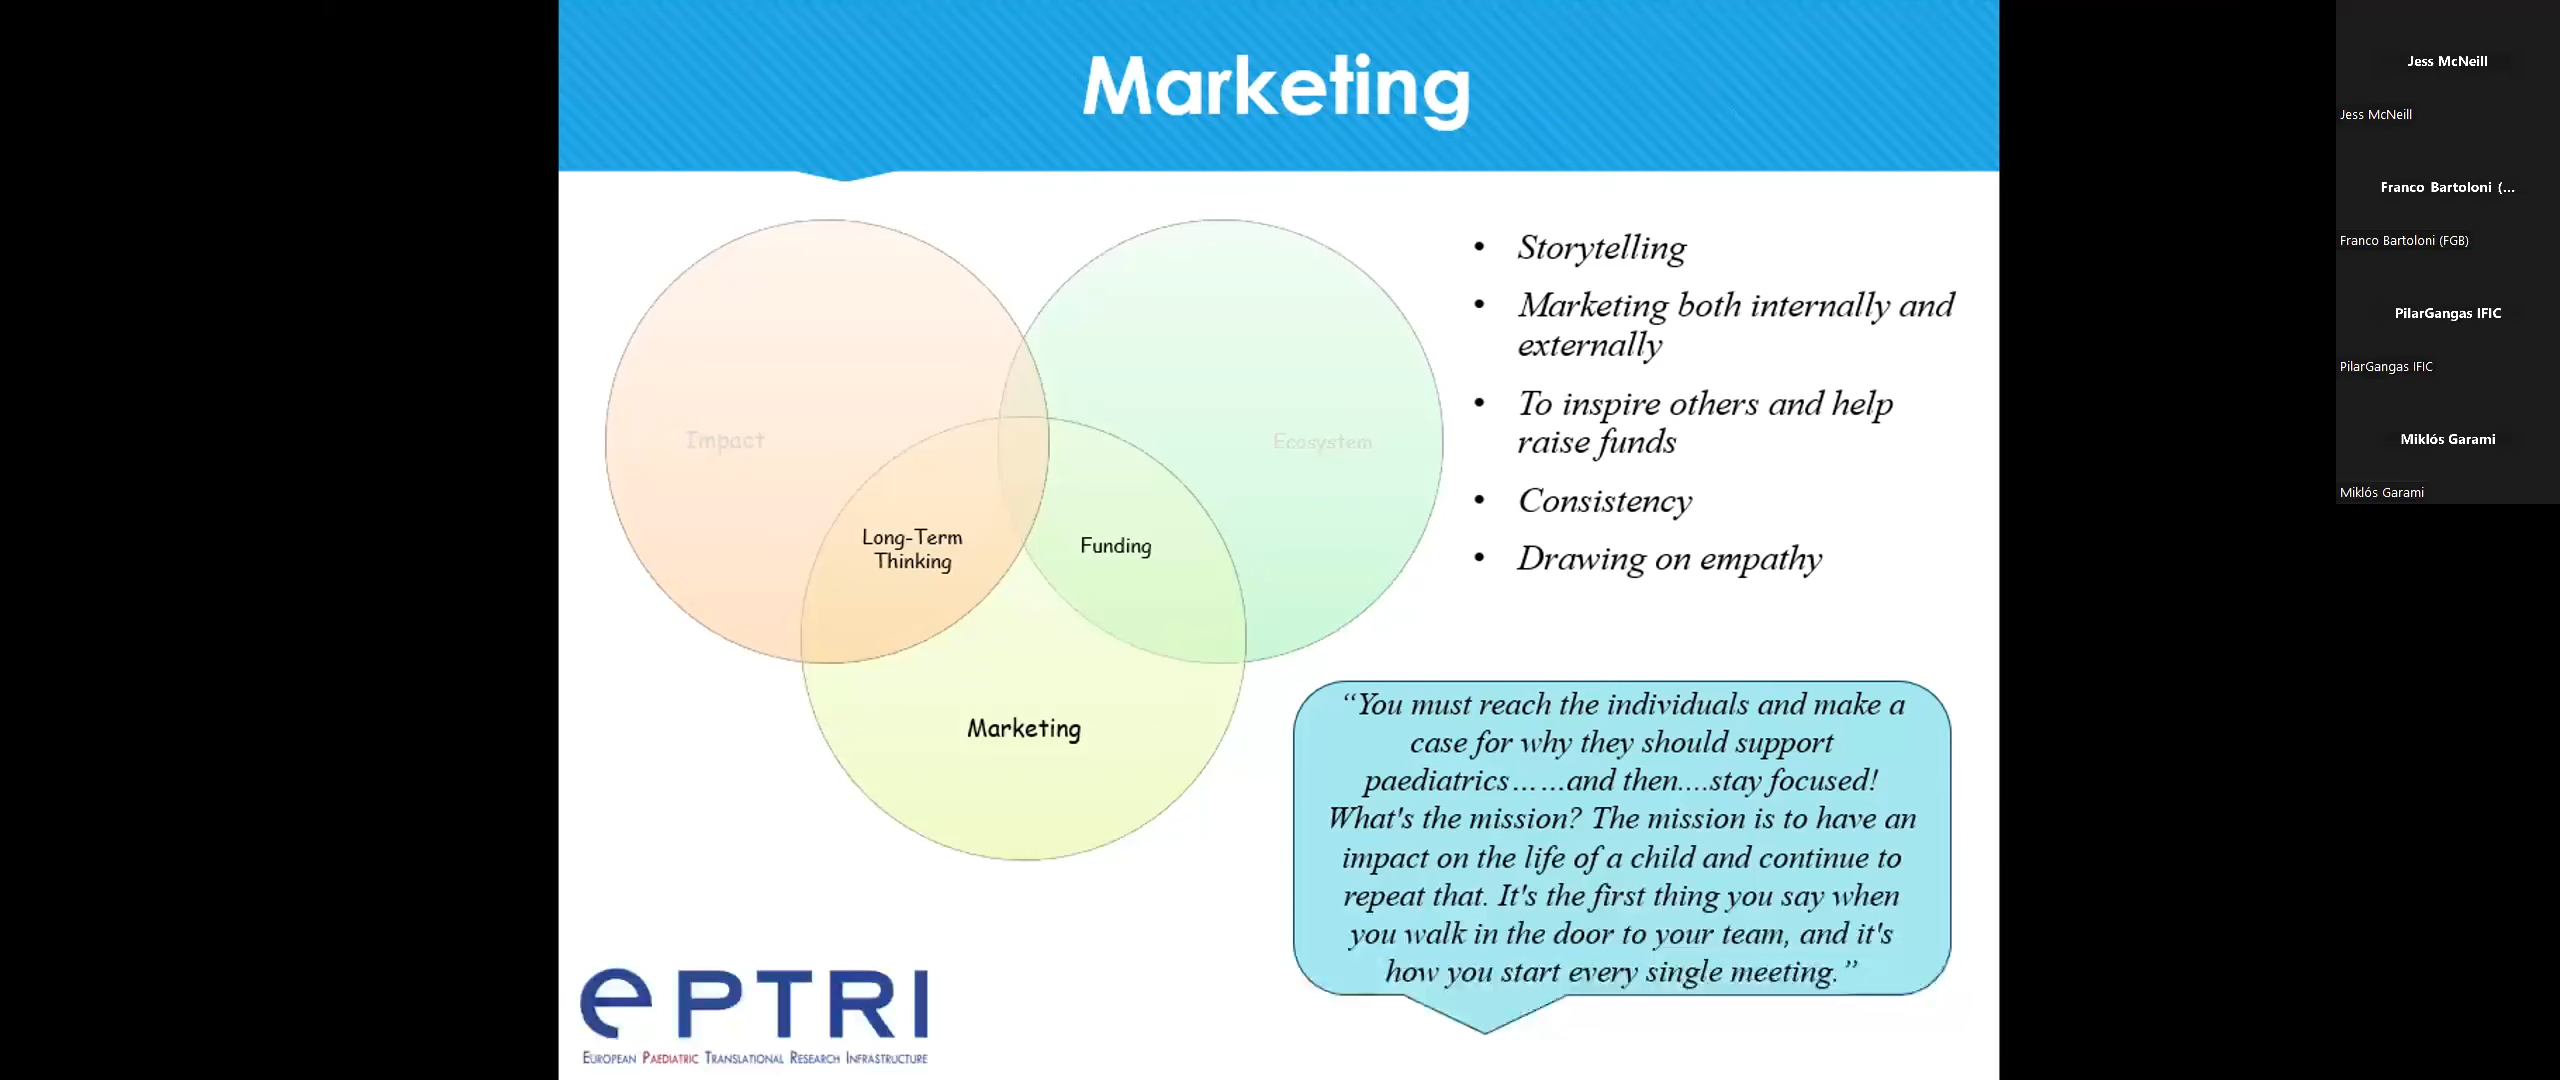 Marketing
Impact
Ecosystem
Long-Term
Thinking
Funding
Marketing
• Storytelling
• Marketing both internally and
externally
• To inspire others and help
raise funds
• Consistency
• Drawing on empathy
“You must reach the individuals and make a
case for why they should support
paediatrics……and then....stay focused!
What's the mission? The mission is to have an
impact on the life of a child and continue to
repeat that. It's the first thing you say when
you walk in the door to your team, and it's
how you start every single meeting.”
ePTRI
European Paediatric Translational Research Infrastructure
Jess McNeill
Jess McNeill
Franco Bartoloni (...
Franco Bartoloni (FGB)
PilarGangas IFIC
PilarGangas IFIC
Miklós Garami
Miklós Garami